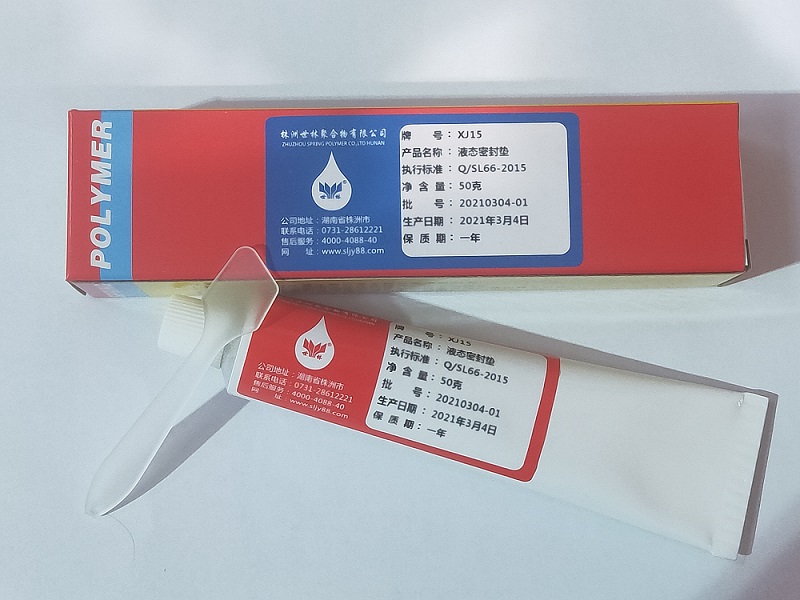 POLYMER
株洲世林聚合物有限公司
ZHUZHOU SPRING POLYMER CO.,LTD HUNAN
公司地址：湖南省株洲市
联系电话：0731-28612221
售后服务：4000-4088-40
网 址：www.sljy88.com
牌 号：XJ15
产品名称：液态密封垫
执行标准：Q/SL66-2015
净 含 量：50克
批 号：20210304-01
生产日期：2021年3月4日
保 质 期：一年
公司地址：湖南省株洲市
联系电话：0731-28612221
售后服务：4000-4088-40
网 址：www.sljy88.com
牌 号：XJ15
产品名称：液态密封垫
执行标准：Q/SL66-2015
净 含 量：50克
批 号：20210304-01
生产日期：2021年3月4日
保 质 期：一年